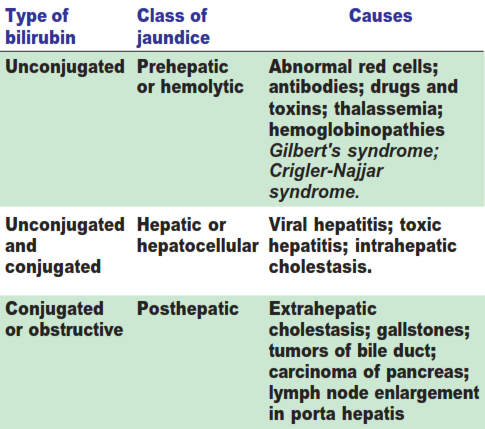 Type of bilirubin | Class of jaundice | Causes
Unconjugated | Prehepatic or hemolytic | Abnormal red cells; antibodies; drugs and toxins; thalassemia; hemoglobinopathies Gilbert's syndrome; Crigler-Najjar syndrome.
Unconjugated and conjugated | Hepatic or hepatocellular | Viral hepatitis; toxic hepatitis; intrahepatic cholestasis.
Conjugated or obstructive | Posthepatic | Extrahepatic cholestasis; gallstones; tumors of bile duct; carcinoma of pancreas; lymph node enlargement in porta hepatis